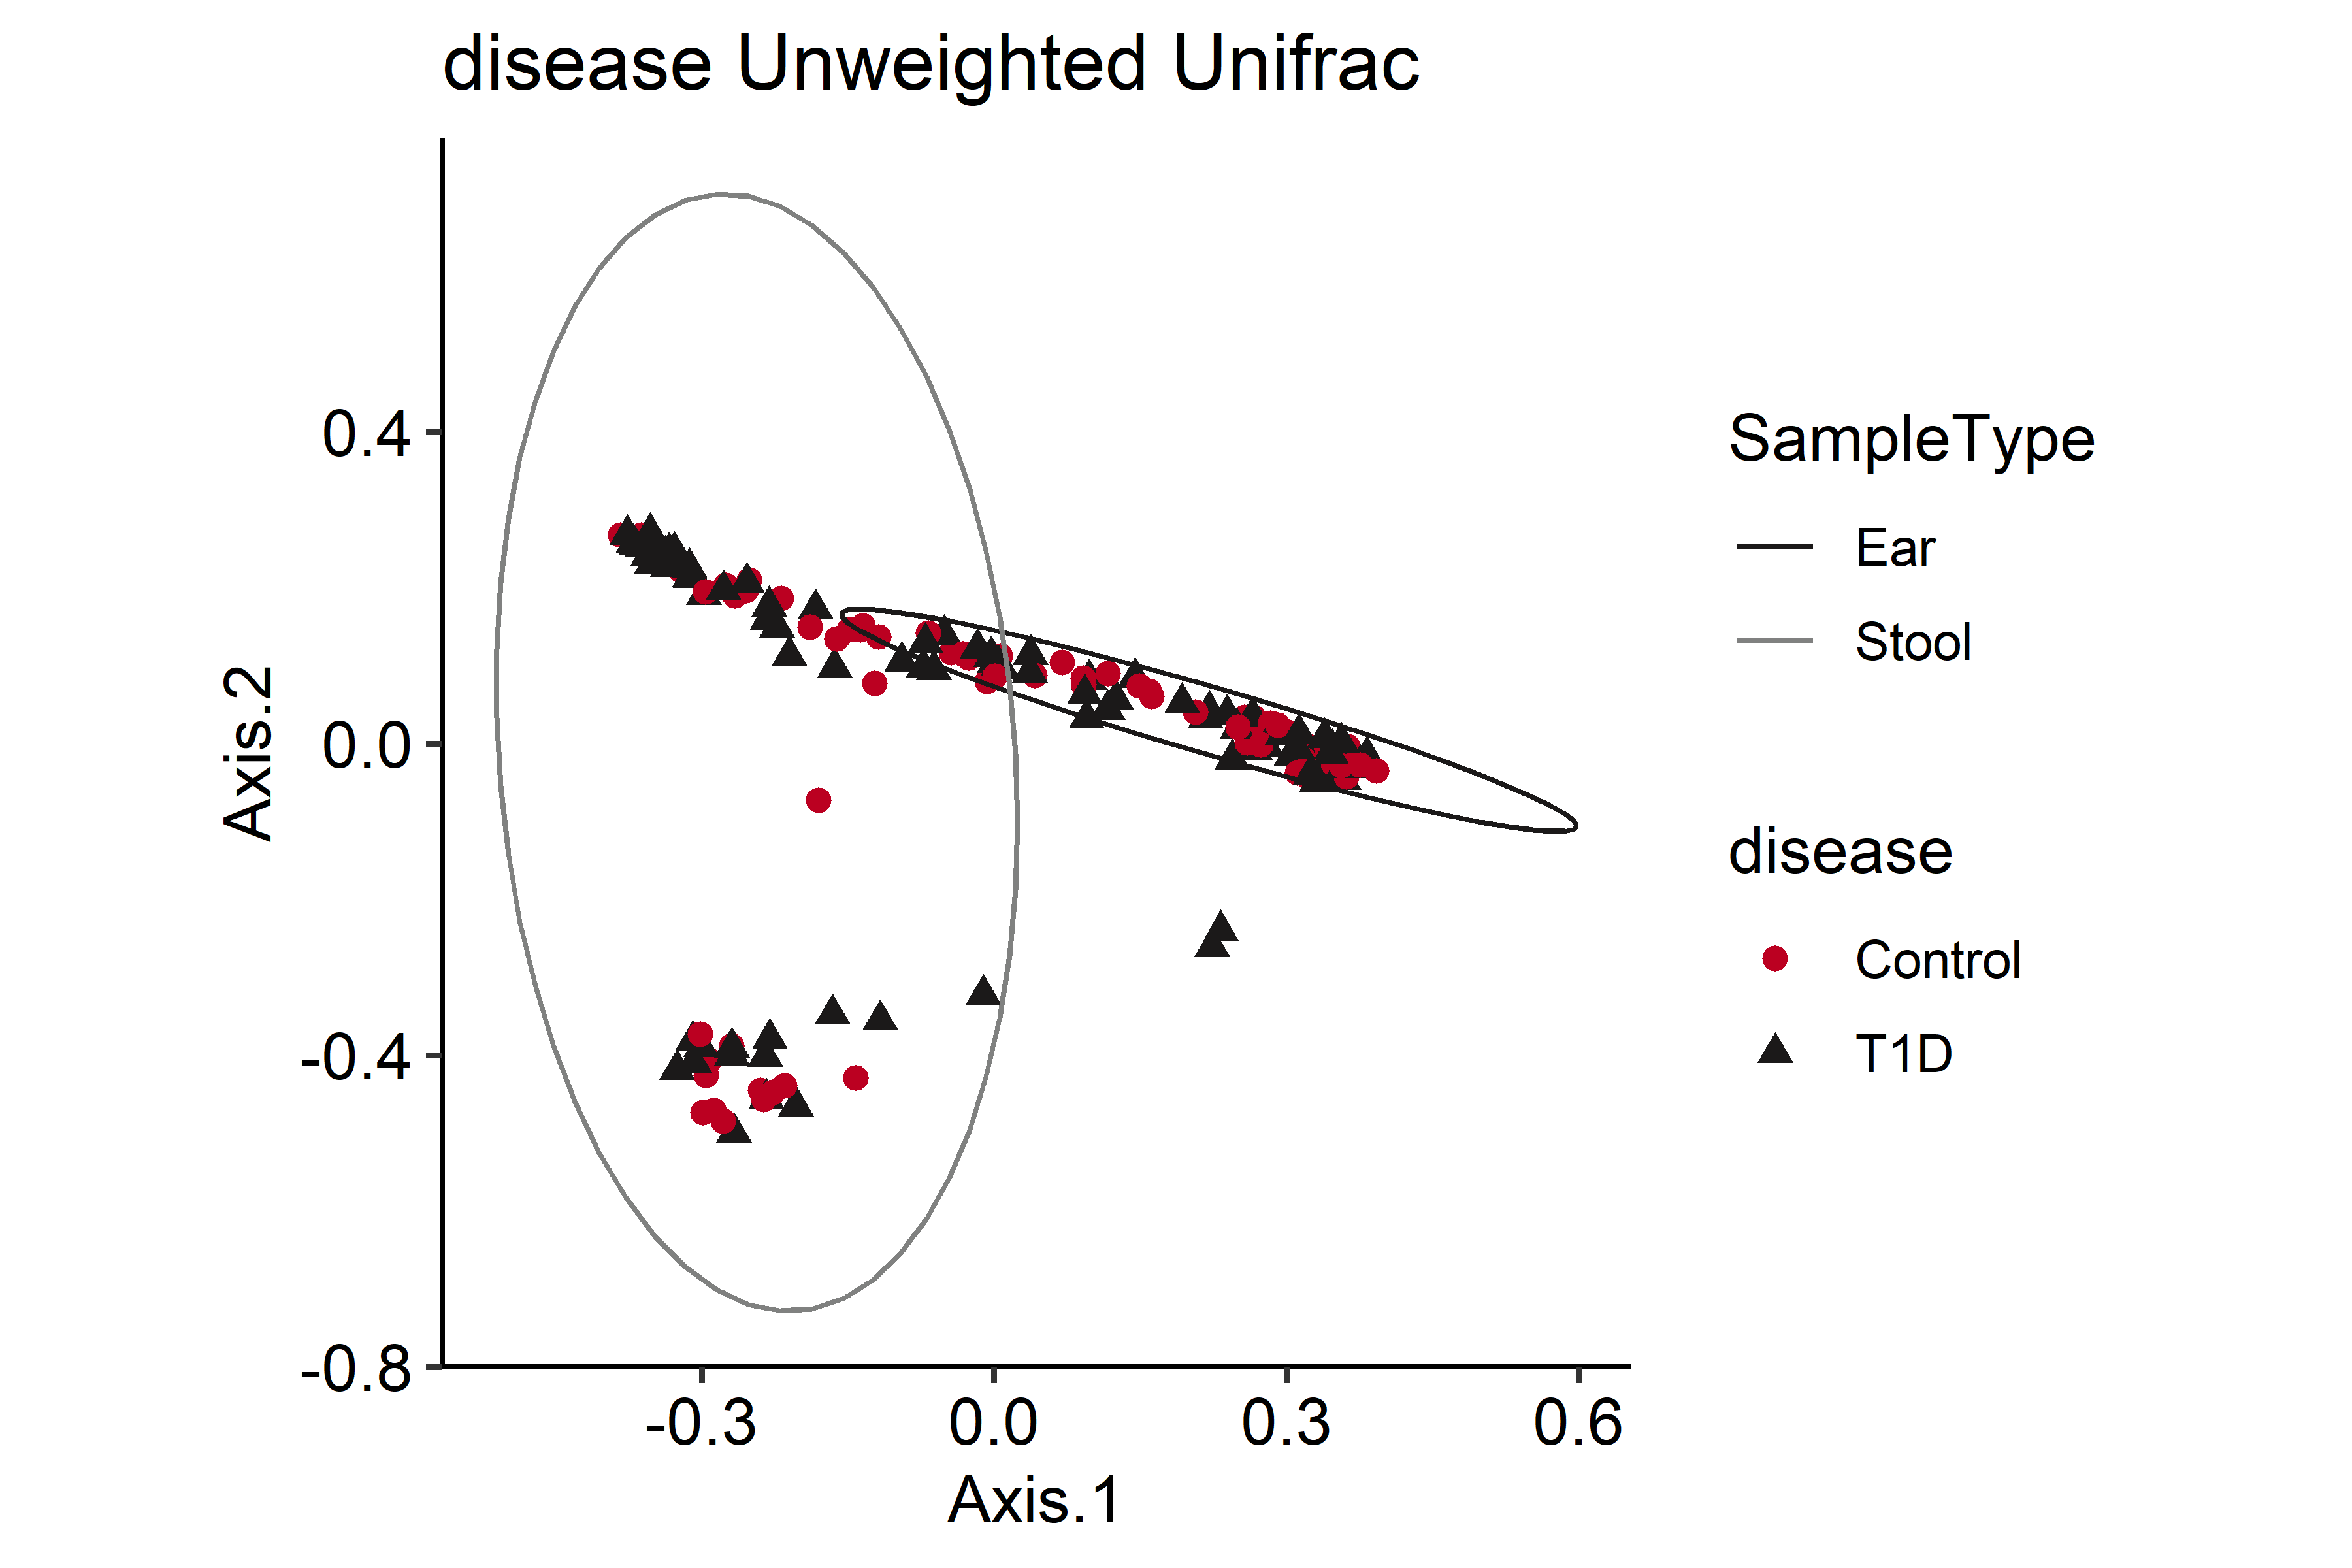 disease Unweighted Unifrac
Axis.2
0.4
0.0
-0.4
-0.8
-0.3 0.0 0.3 0.6
Axis.1
SampleType
Ear
Stool
disease
Control
T1D